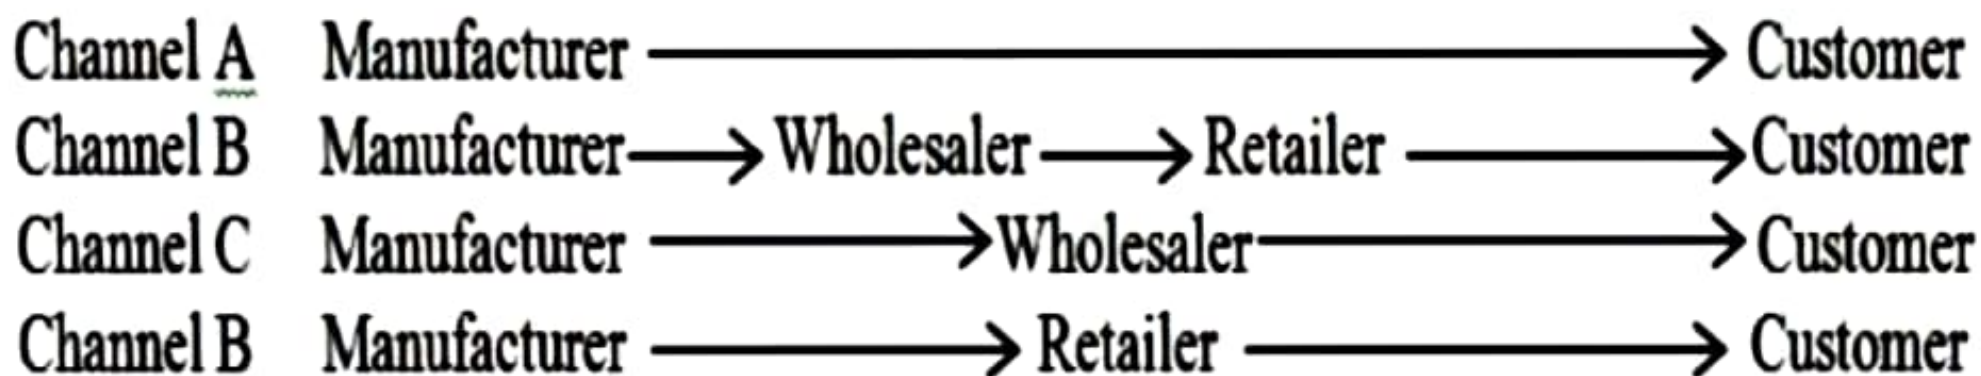 Channel A Manufacturer → Customer
Channel B Manufacturer → Wholesaler → Retailer → Customer
Channel C Manufacturer → Wholesaler → Customer
Channel B Manufacturer → Retailer → Customer